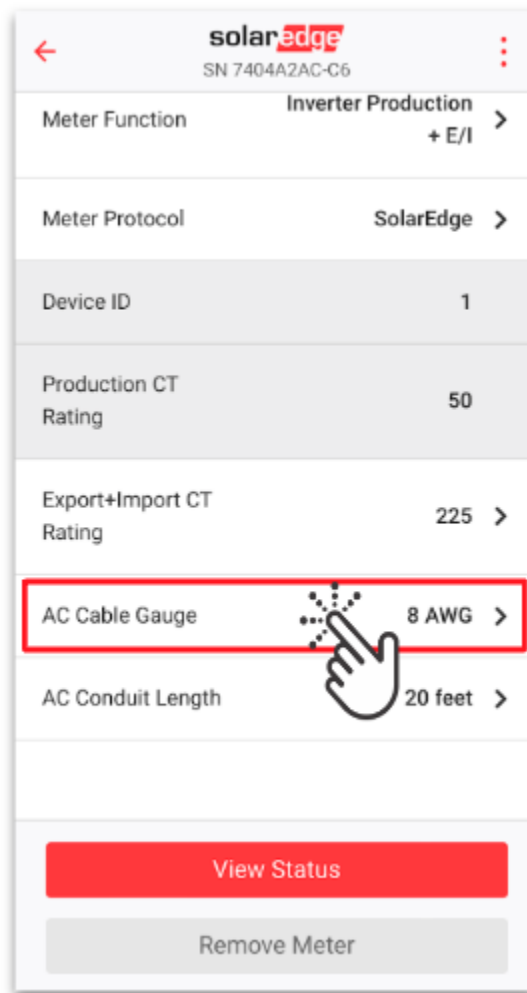 solaredge
SN 7404A2AC-C6
Meter Function
Inverter Production
+ E/I
Meter Protocol
SolarEdge
Device ID
1
Production CT
Rating
50
Export+Import CT
Rating
225
AC Cable Gauge
8 AWG
AC Conduit Length
20 feet
View Status
Remove Meter